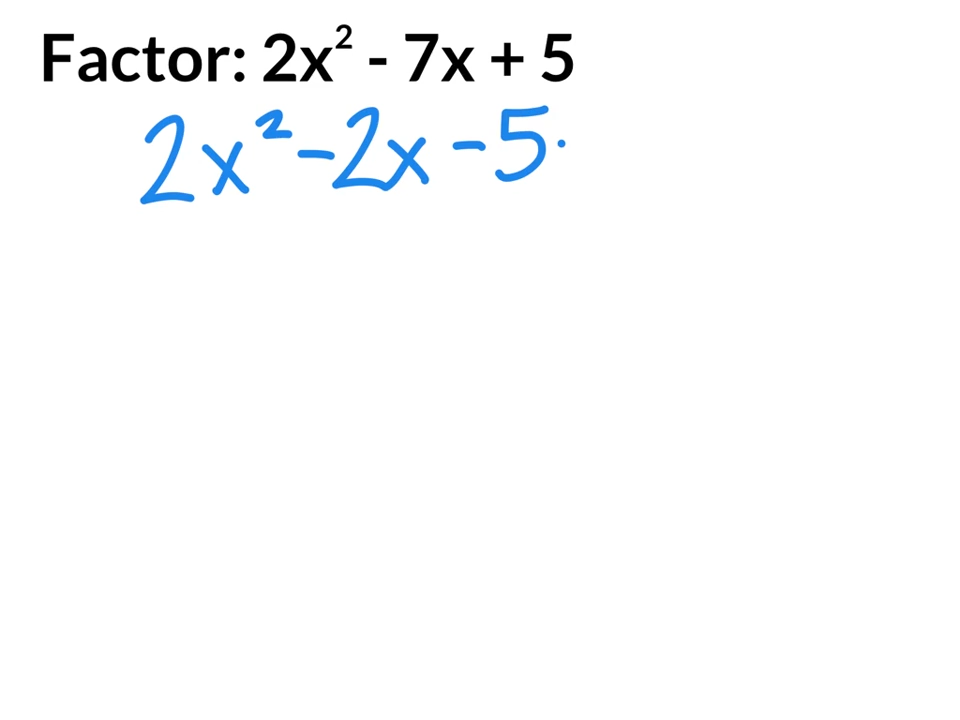 Factor: 2x² - 7x + 5
2x² - 2x - 5